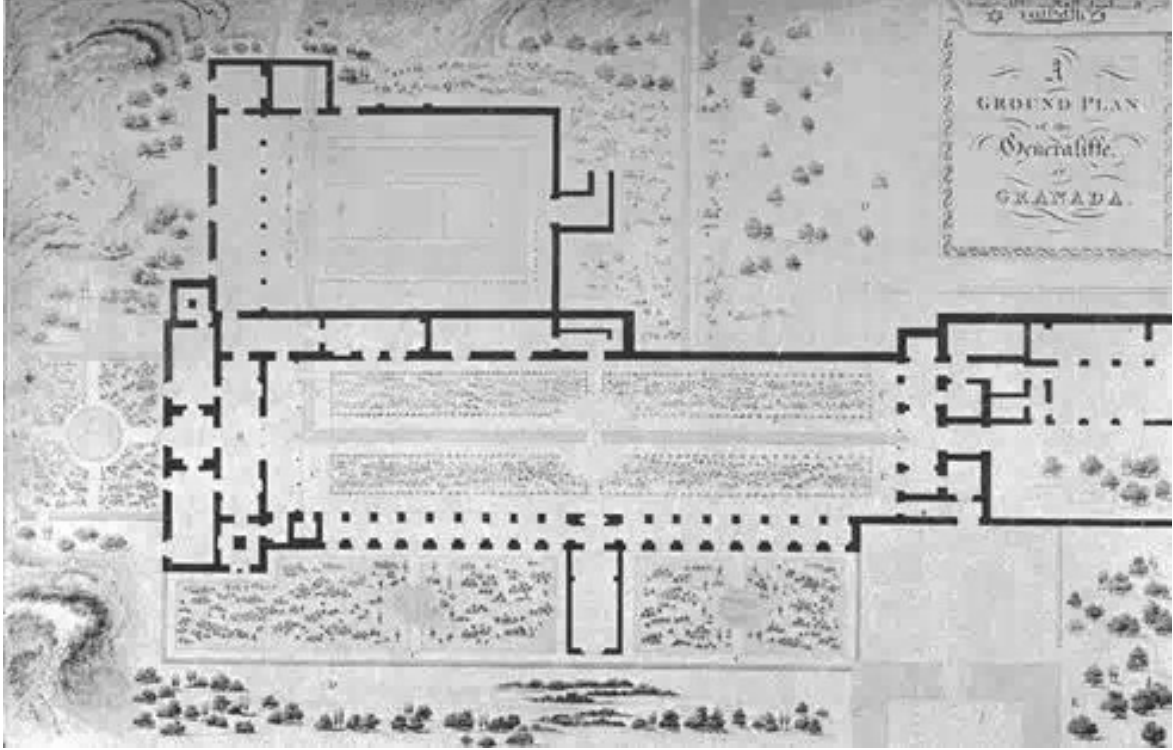 A
GROUND PLAN
of the
Generaliffe,
at
GRANADA.